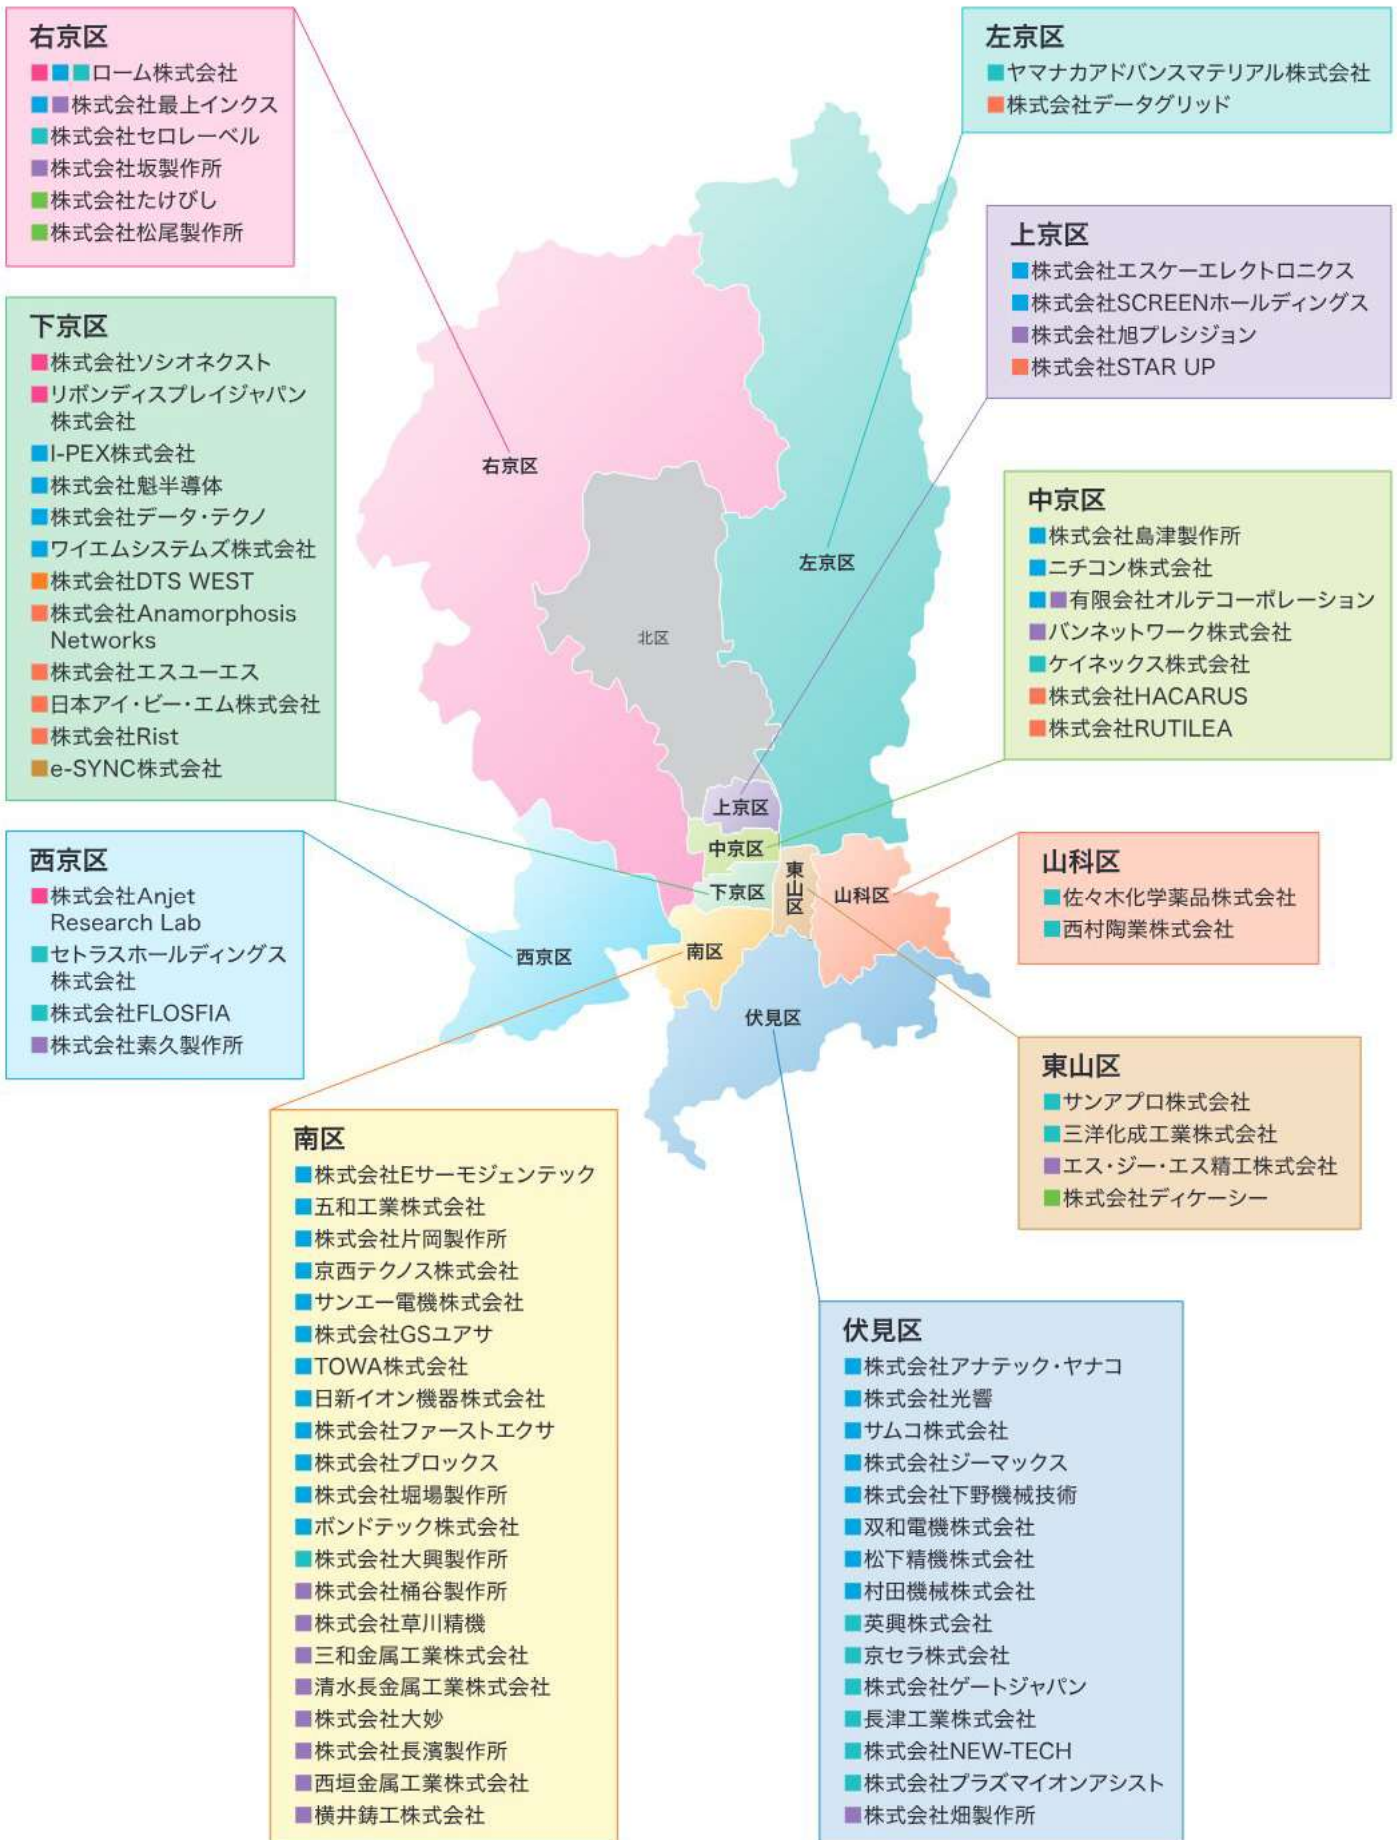 右京区
ローム株式会社
株式会社最上インクス
株式会社セロレーベル
株式会社坂製作所
株式会社たけびし
株式会社松尾製作所
下京区
株式会社ソシオネクスト
リボンディスプレイジャパン
株式会社
I-PEX株式会社
株式会社魁半導体
株式会社データ・テクノ
ワイエムシステムズ株式会社
株式会社DTS WEST
株式会社Anamorphosis
Networks
株式会社エスユーエス
日本アイ・ビー・エム株式会社
株式会社Rist
e-SYNC株式会社
西京区
株式会社Anjet
Research Lab
セトラスホールディングス
株式会社
株式会社FLOSFIA
株式会社素久製作所
左京区
ヤマナカアドバンスマテリアル株式会社
株式会社データグリッド
上京区
株式会社エスケーエレクトロニクス
株式会社SCREENホールディングス
株式会社旭プレシジョン
株式会社STAR UP
中京区
株式会社島津製作所
ニチコン株式会社
有限会社オルテコーポレーション
バンネットワーク株式会社
ケイネックス株式会社
株式会社HACARUS
株式会社RUTILEA
山科区
佐々木化学薬品株式会社
西村陶業株式会社
東山区
サンアプロ株式会社
三洋化成工業株式会社
エス・ジー・エス精工株式会社
株式会社ディケーシー
右京区
左京区
北区
上京区
中京区
下京区
東山区
山科区
南区
西京区
伏見区
南区
株式会社Eサーモジェンテック
五和工業株式会社
株式会社片岡製作所
京西テクノス株式会社
サンエー電機株式会社
株式会社GSユアサ
TOWA株式会社
日新イオン機器株式会社
株式会社ファーストエクサ
株式会社プロックス
株式会社堀場製作所
ボンドテック株式会社
株式会社大興製作所
株式会社桶谷製作所
株式会社草川精機
三和金属工業株式会社
清水長金属工業株式会社
株式会社大妙
株式会社長濱製作所
西垣金属工業株式会社
横井鋳工株式会社
伏見区
株式会社アナテック・ヤナコ
株式会社光響
サムコ株式会社
株式会社ジーマックス
株式会社下野機械技術
双和電機株式会社
松下精機株式会社
村田機械株式会社
英興株式会社
京セラ株式会社
株式会社ゲートジャパン
長津工業株式会社
株式会社NEW-TECH
株式会社プラズマイオンアシスト
株式会社畑製作所